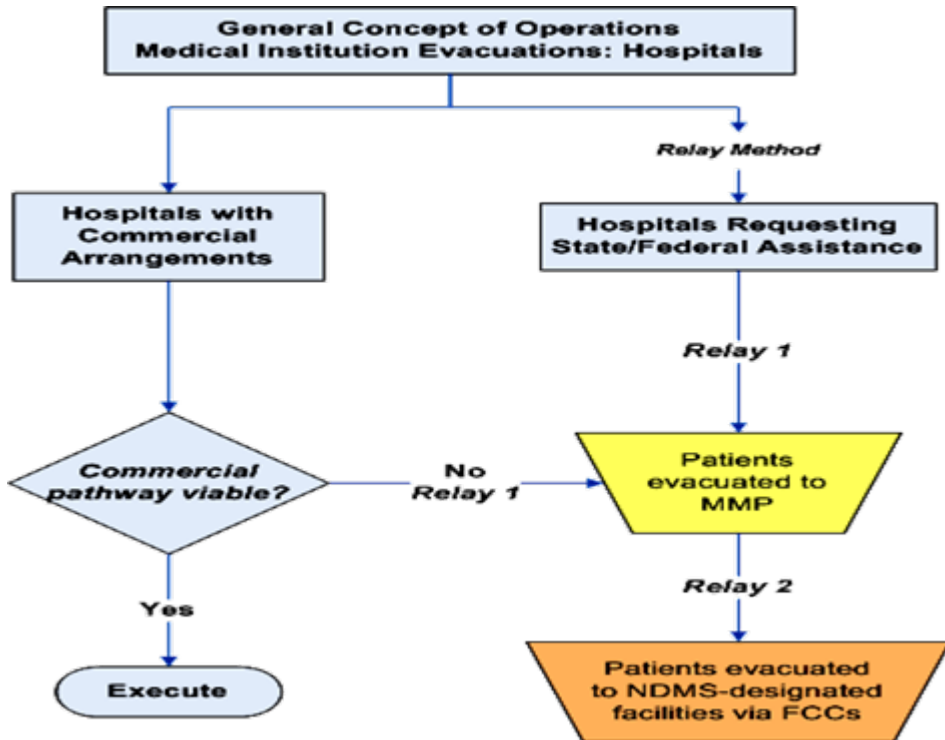 General Concept of Operations
Medical Institution Evacuations: Hospitals
Relay Method
Hospitals with
Commercial
Arrangements
Hospitals Requesting
State/Federal Assistance
Relay 1
Commercial
pathway viable?
No
Relay 1
Patients
evacuated to
MMP
Relay 2
Yes
Execute
Patients evacuated
to NDMS-designated
facilities via FCCs